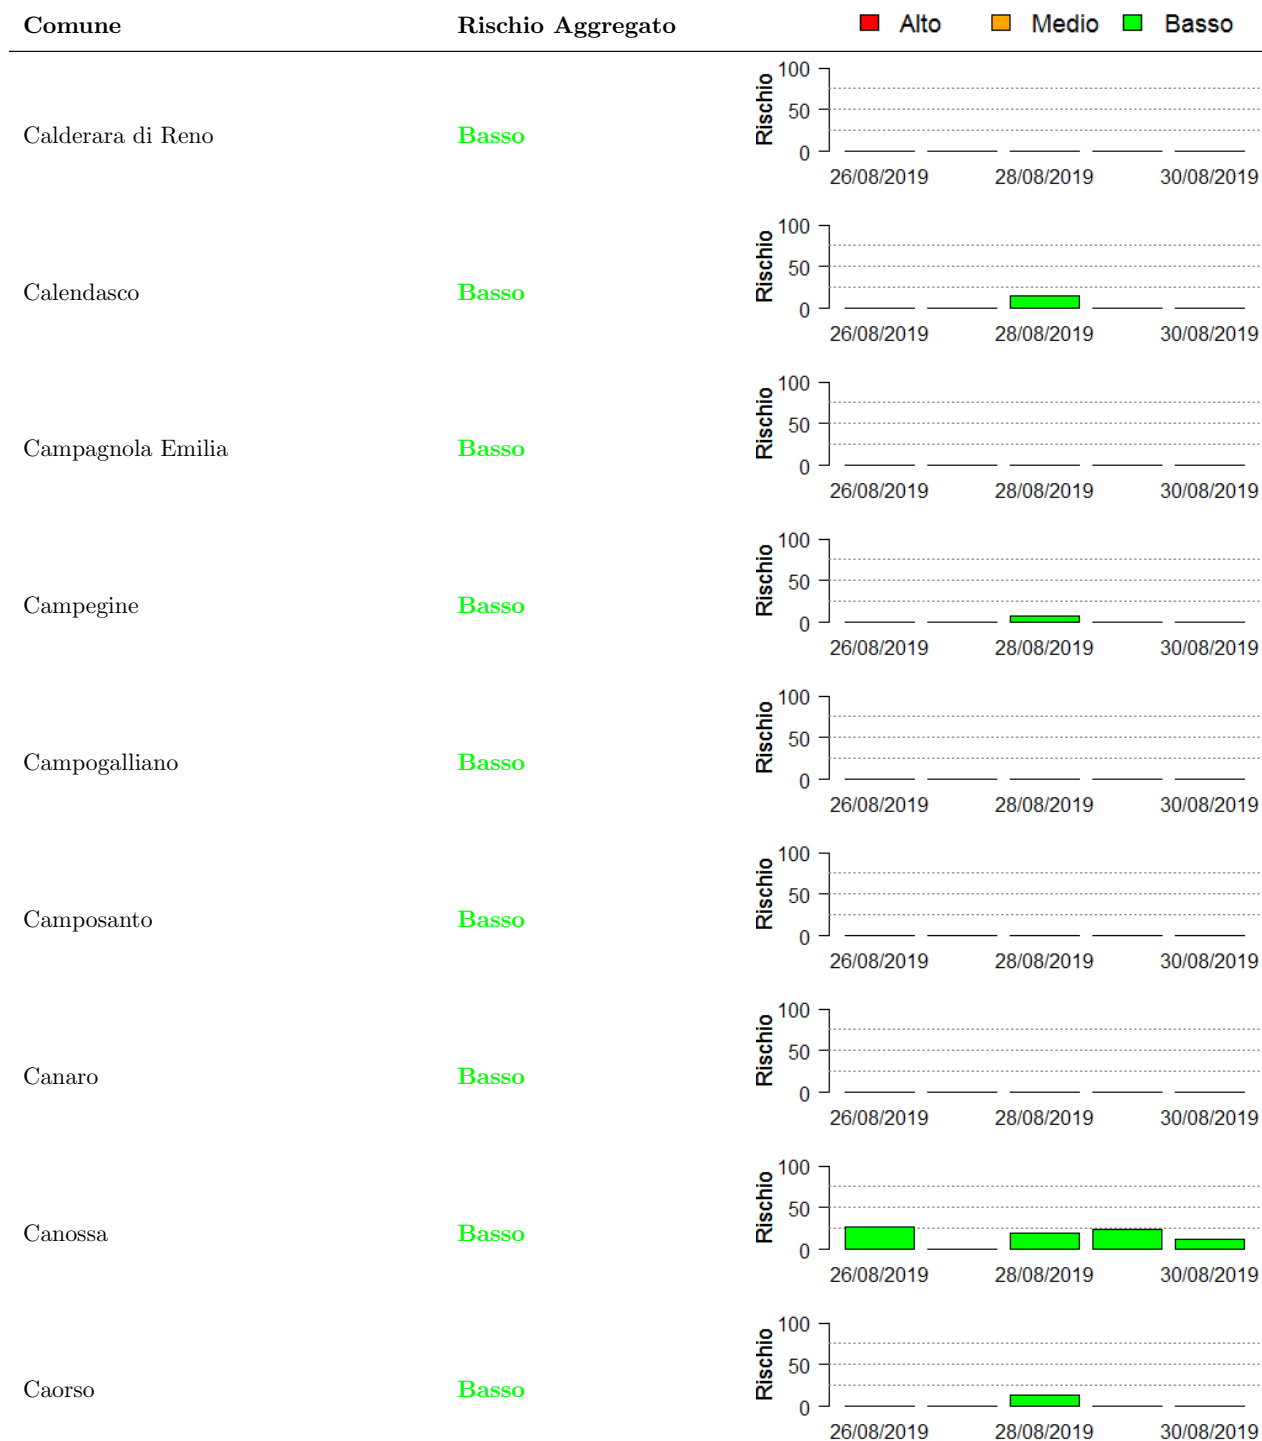 Comune Rischio Aggregato Alto Medio Basso
100
50
0
Rischio
Calderara di Reno Basso
26/08/2019 28/08/2019 30/08/2019
100
50
0
Rischio
Calendasco Basso
26/08/2019 28/08/2019 30/08/2019
100
50
0
Rischio
Campagnola Emilia Basso
26/08/2019 28/08/2019 30/08/2019
100
50
0
Rischio
Campegine Basso
26/08/2019 28/08/2019 30/08/2019
100
50
0
Rischio
Campogalliano Basso
26/08/2019 28/08/2019 30/08/2019
100
50
0
Rischio
Camposanto Basso
26/08/2019 28/08/2019 30/08/2019
100
50
0
Rischio
Canaro Basso
26/08/2019 28/08/2019 30/08/2019
100
50
0
Rischio
Canossa Basso
26/08/2019 28/08/2019 30/08/2019
100
50
0
Rischio
Caorso Basso
26/08/2019 28/08/2019 30/08/2019